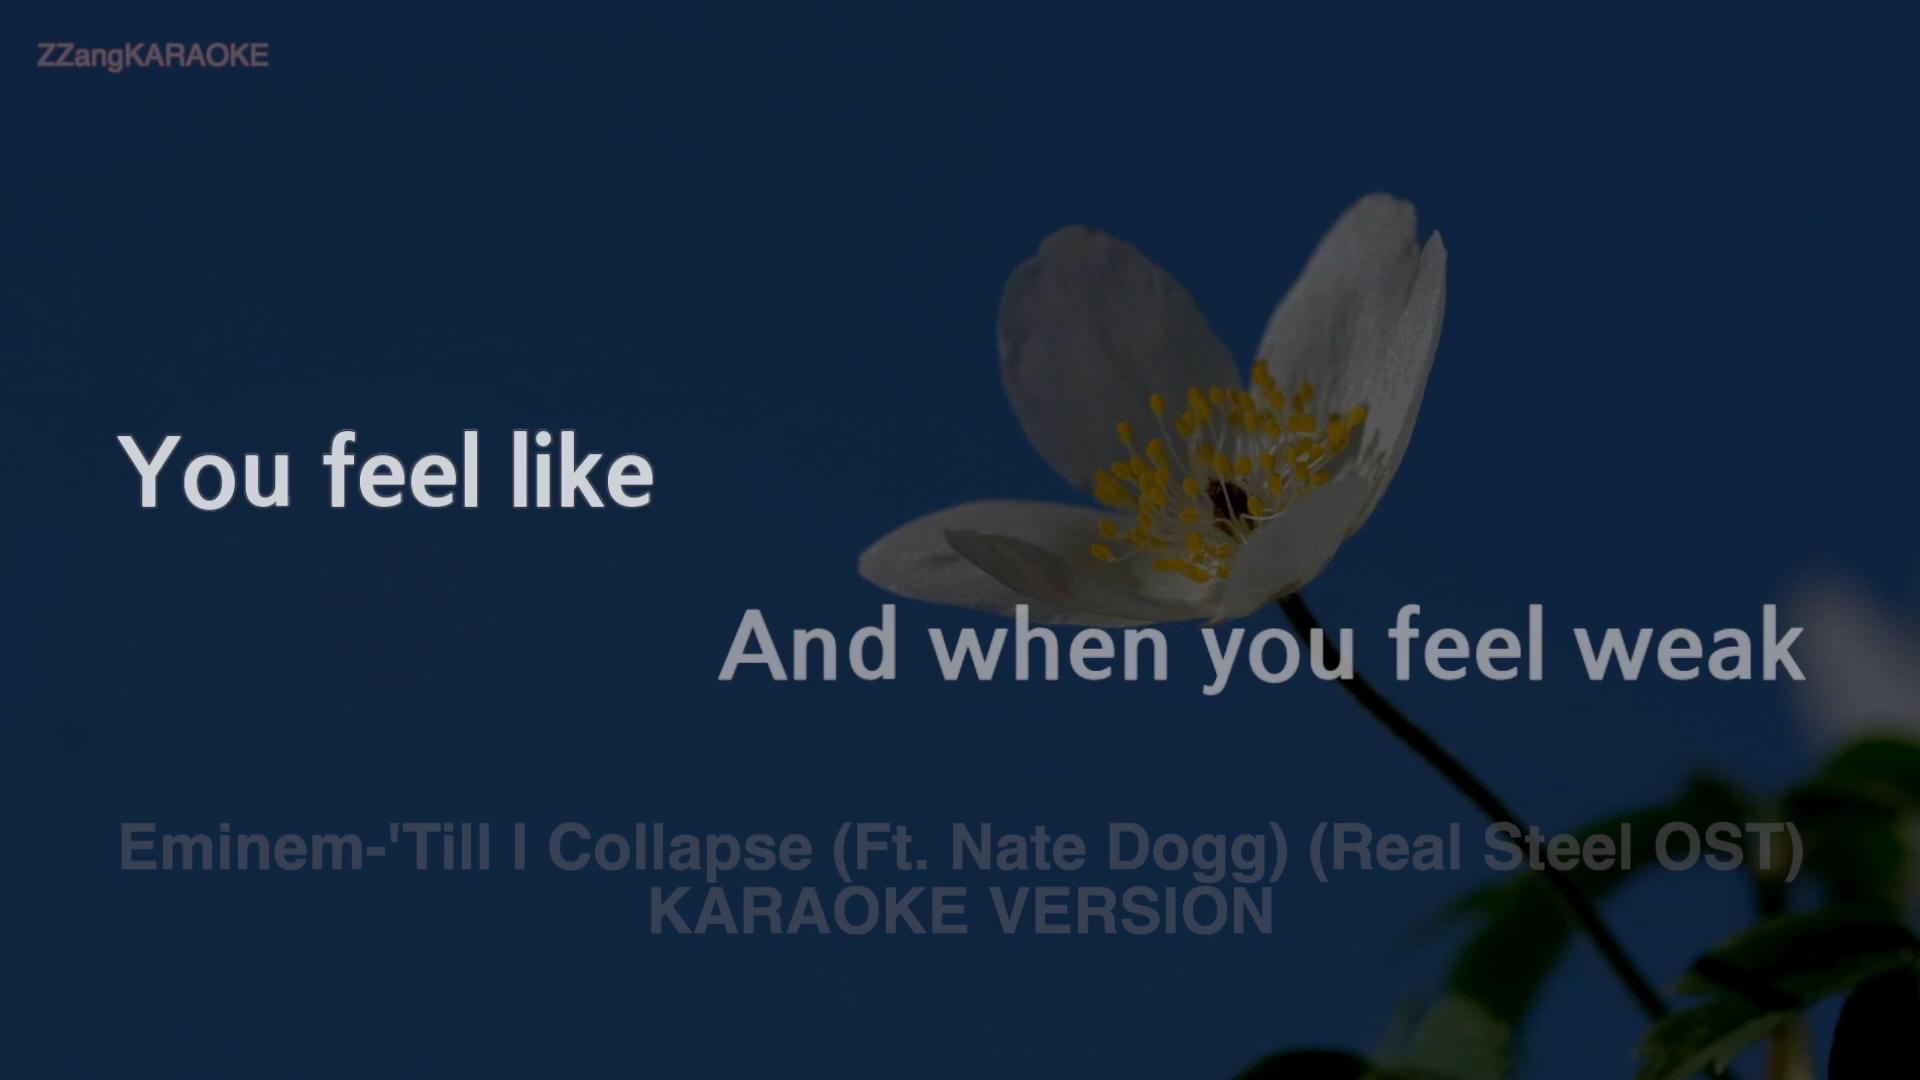 ZZangKARAOKE
You feel like
And when you feel weak
Eminem-'Till I Collapse (Ft. Nate Dogg) (Real Steel OST)
KARAOKE VERSION